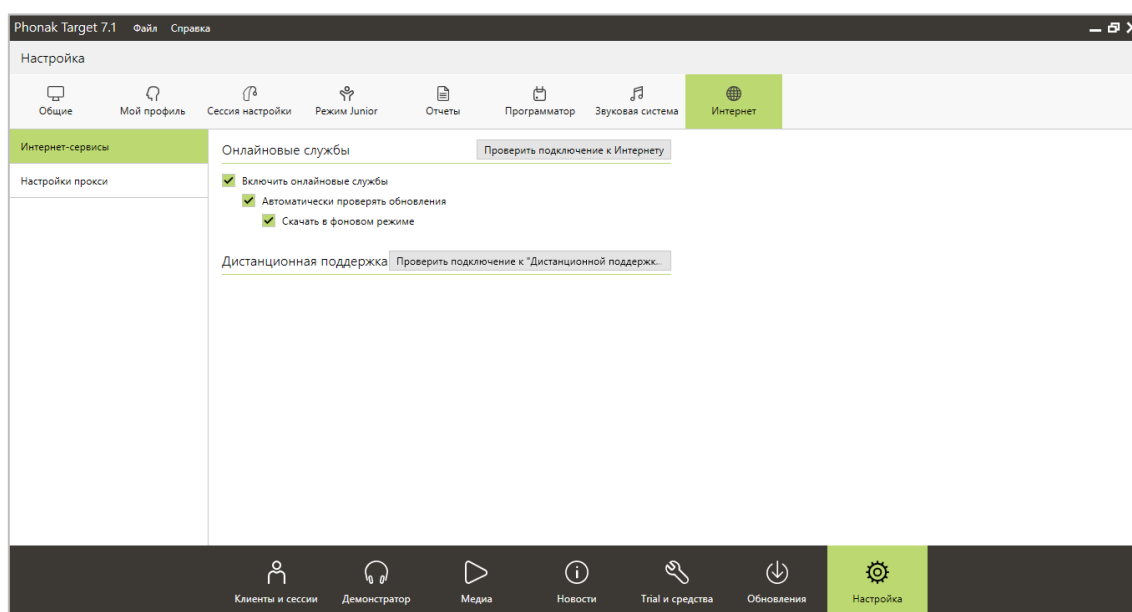 Phonak Target 7.1 Файл Справка
Настройка
Общие Мой профиль Сессия настройки Режим Junior Отчеты Программатор Звуковая система Интернет
Интернет-сервисы
Настройки прокси
Онлайновые службы Проверить подключение к Интернету
Включить онлайновые службы
Автоматически проверять обновления
Скачать в фоновом режиме
Дистанционная поддержка Проверить подключение к "Дистанционной поддержк...
Клиенты и сессии Демонстратор Медиа Новости Trial и средства Обновления Настройка